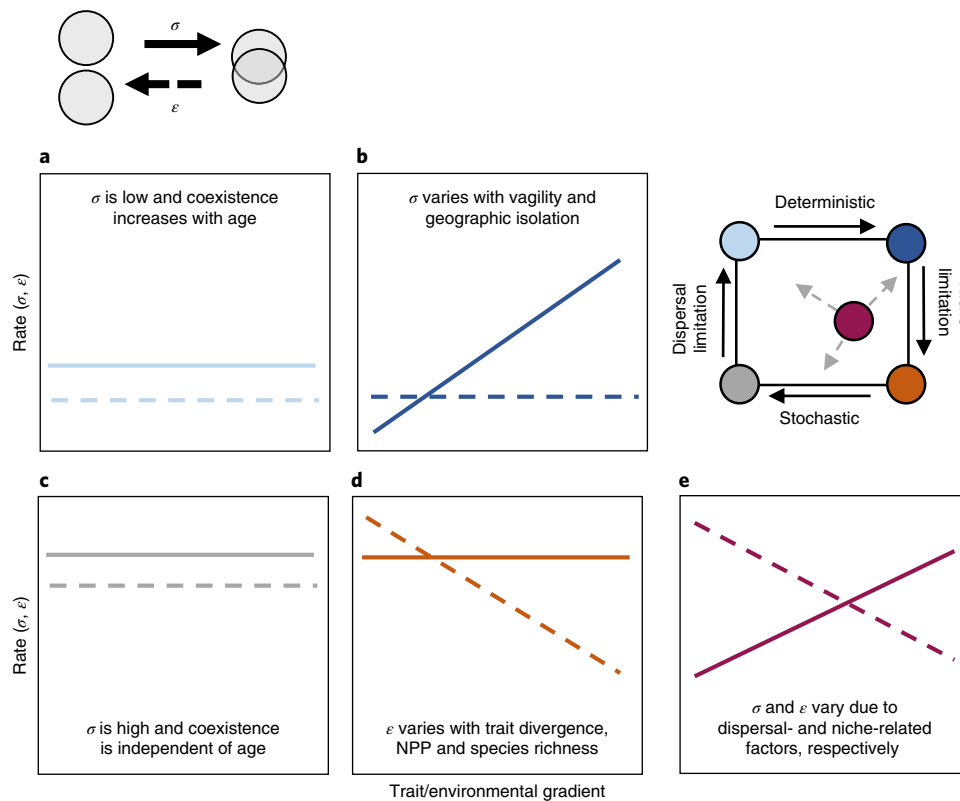 σ
ε
a
σ is low and coexistence
increases with age
Rate (σ, ε)
b
σ varies with vagility and
geographic isolation
Deterministic
Dispersal
limitation
limitation
Stochastic
c
Rate (σ, ε)
σ is high and coexistence
is independent of age
d
ε varies with trait divergence,
NPP and species richness
e
σ and ε vary due to
dispersal- and niche-related
factors, respectively
Trait/environmental gradient